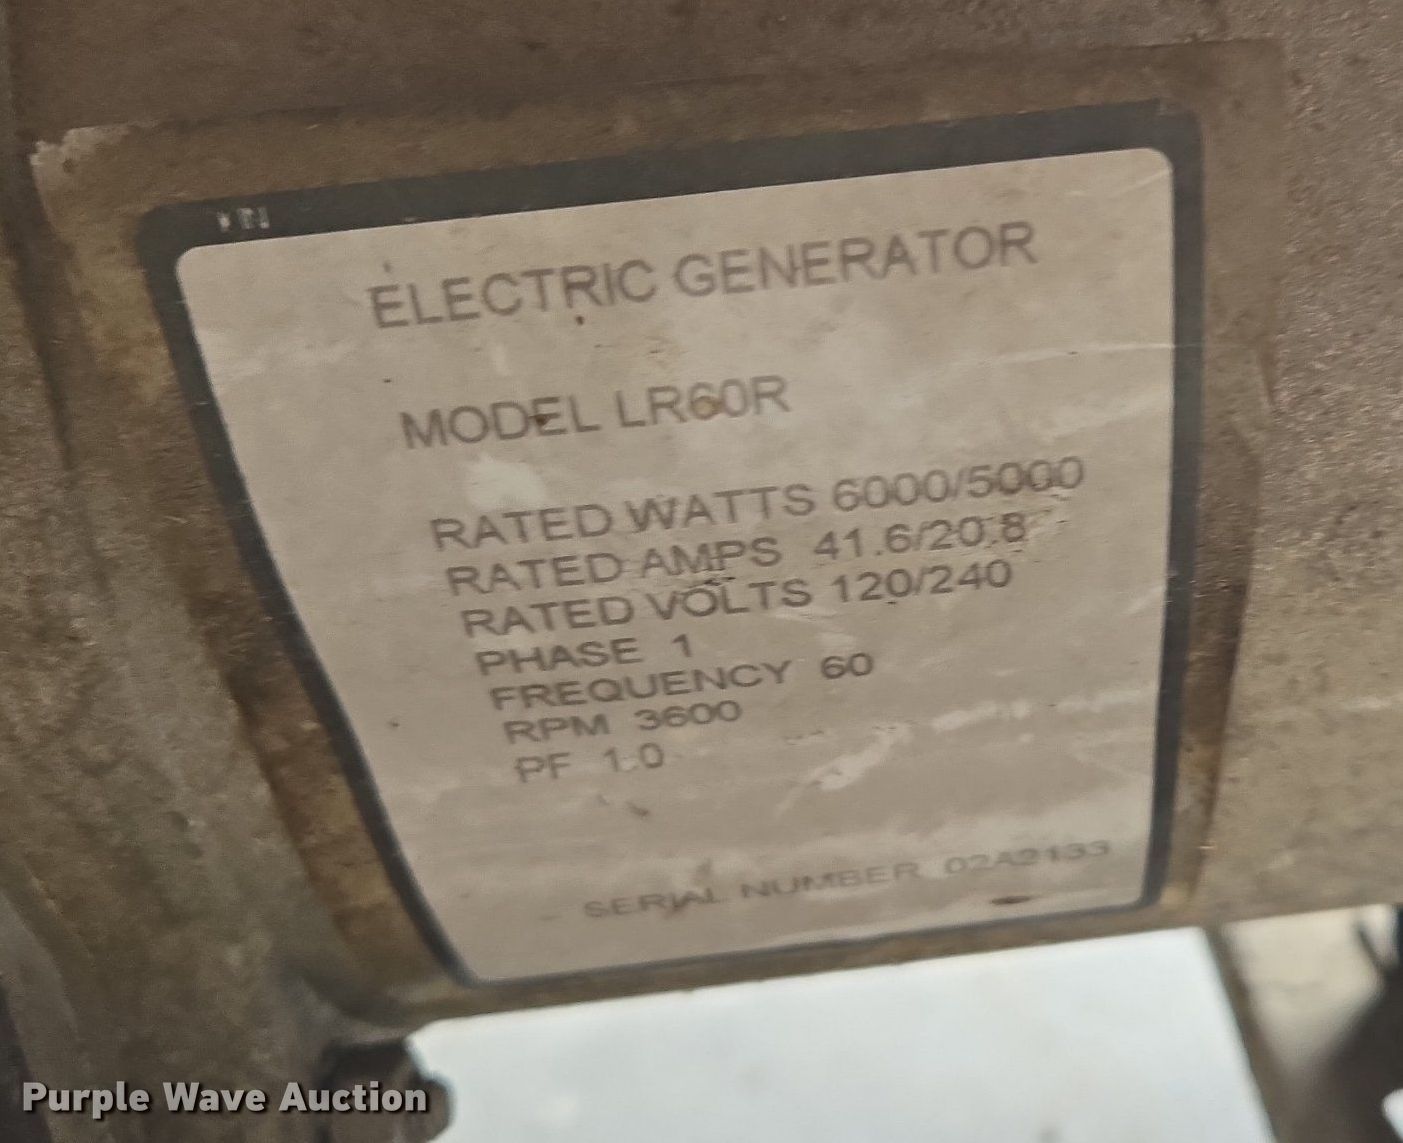 ELECTRIC GENERATOR
MODEL LR60R
RATED WATTS 6000/5000
RATED AMPS 41.6/20.8
RATED VOLTS 120/240
PHASE 1
FREQUENCY 60
RPM 3600
PF 1.0
SERIAL NUMBER 02A2133
Purple Wave Auction